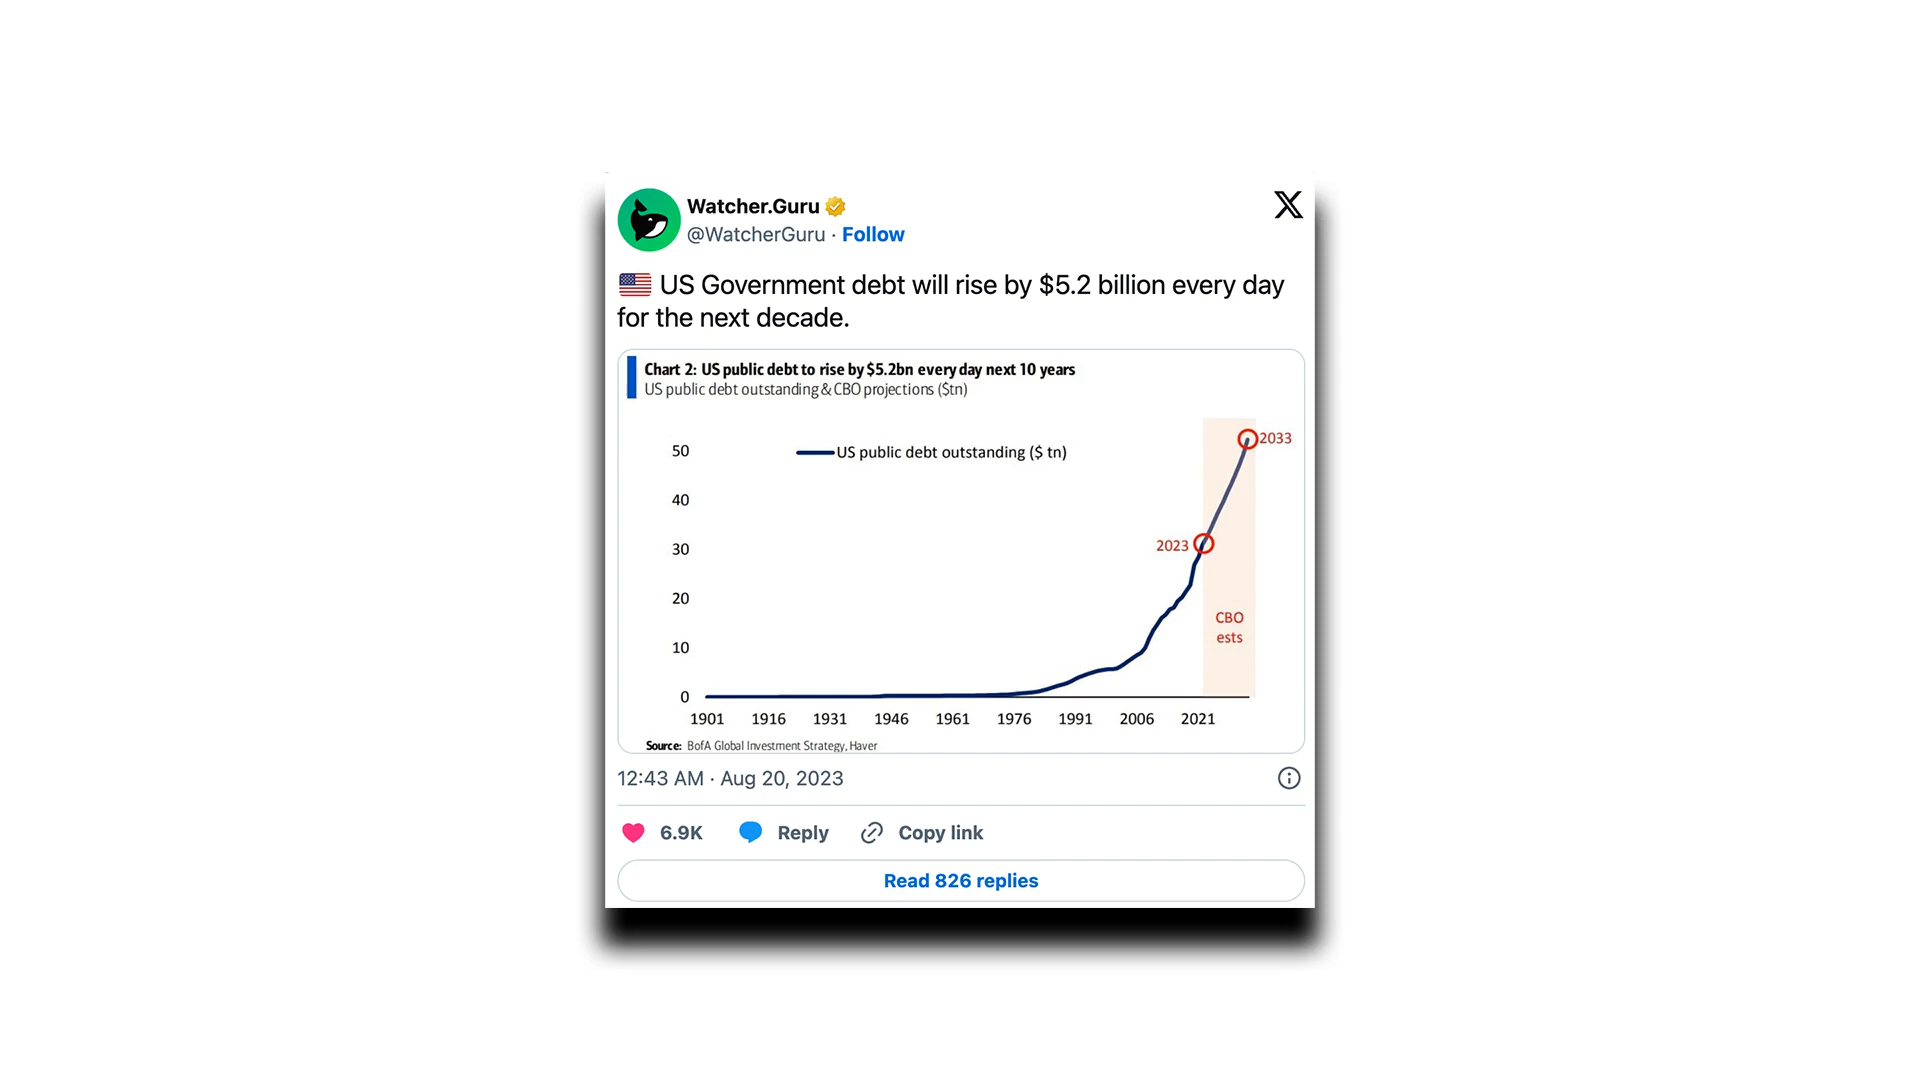 Watcher.Guru
@WatcherGuru · Follow
🇺🇸 US Government debt will rise by $5.2 billion every day
for the next decade.
Chart 2: US public debt to rise by $5.2bn every day next 10 years
US public debt outstanding & CBO projections ($tn)
2033
50
US public debt outstanding ($ tn)
40
30
2023
20
CBO
ests
10
0
1901 1916 1931 1946 1961 1976 1991 2006 2021
Source: BofA Global Investment Strategy, Haver
12:43 AM · Aug 20, 2023
6.9K Reply Copy link
Read 826 replies